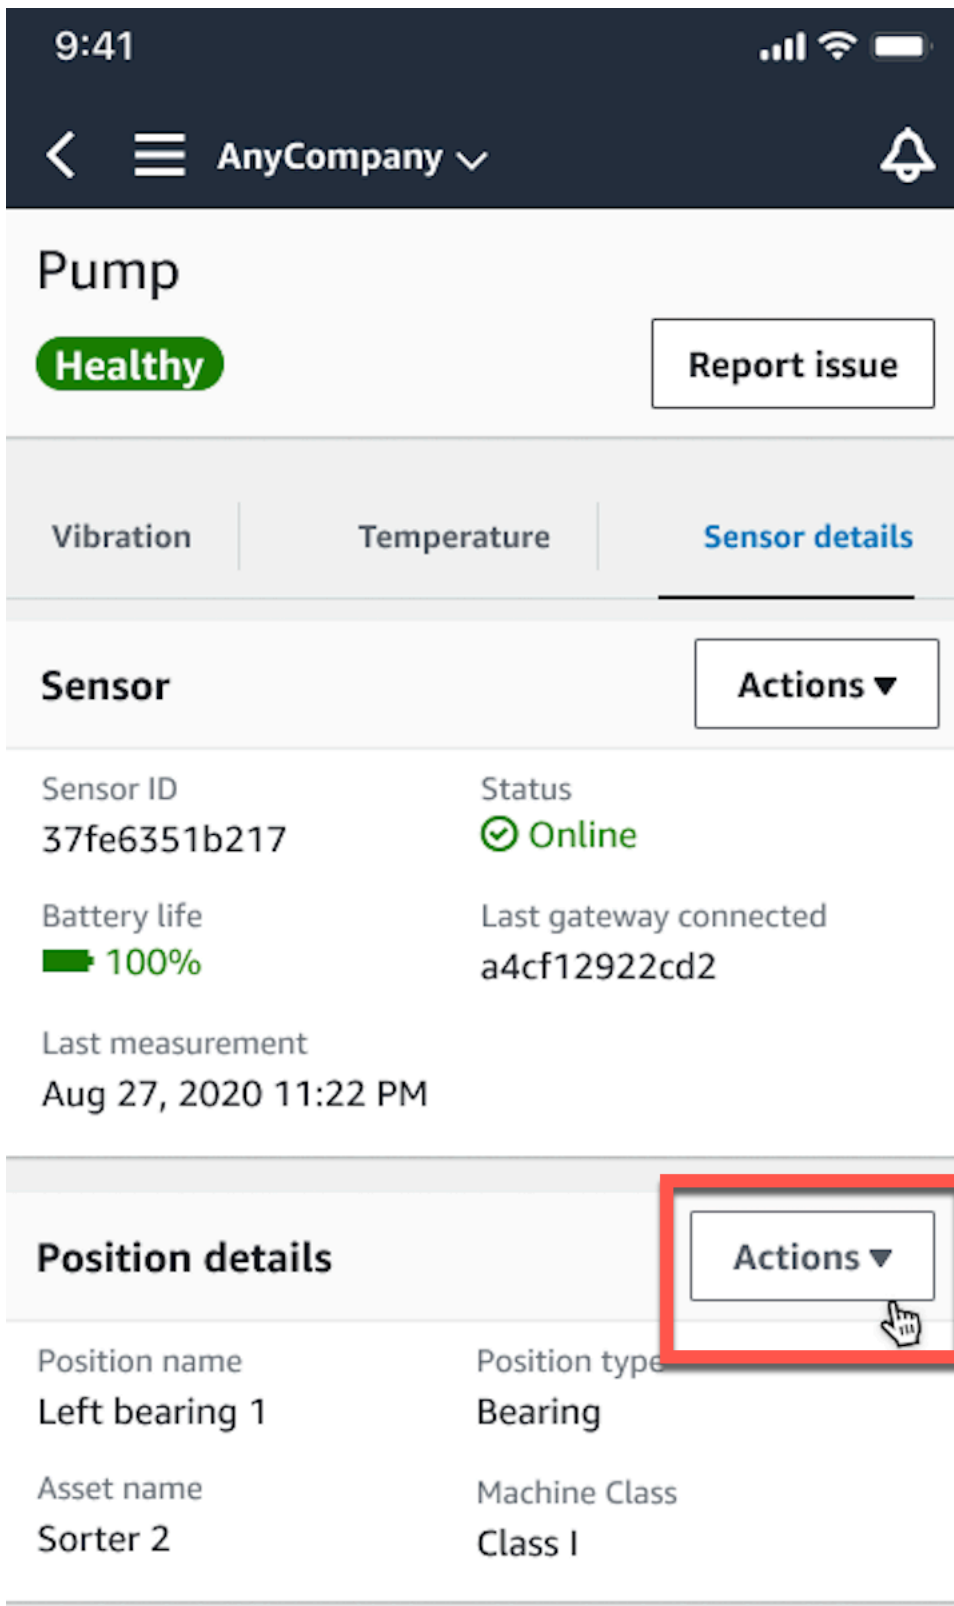 9:41
AnyCompany
Pump
Healthy
Report issue
Vibration
Temperature
Sensor details
Sensor
Actions
Sensor ID
Status
37fe6351b217
Online
Battery life
Last gateway connected
100%
a4cf12922cd2
Last measurement
Aug 27, 2020 11:22 PM
Position details
Actions
Position name
Position type
Left bearing 1
Bearing
Asset name
Machine Class
Sorter 2
Class I